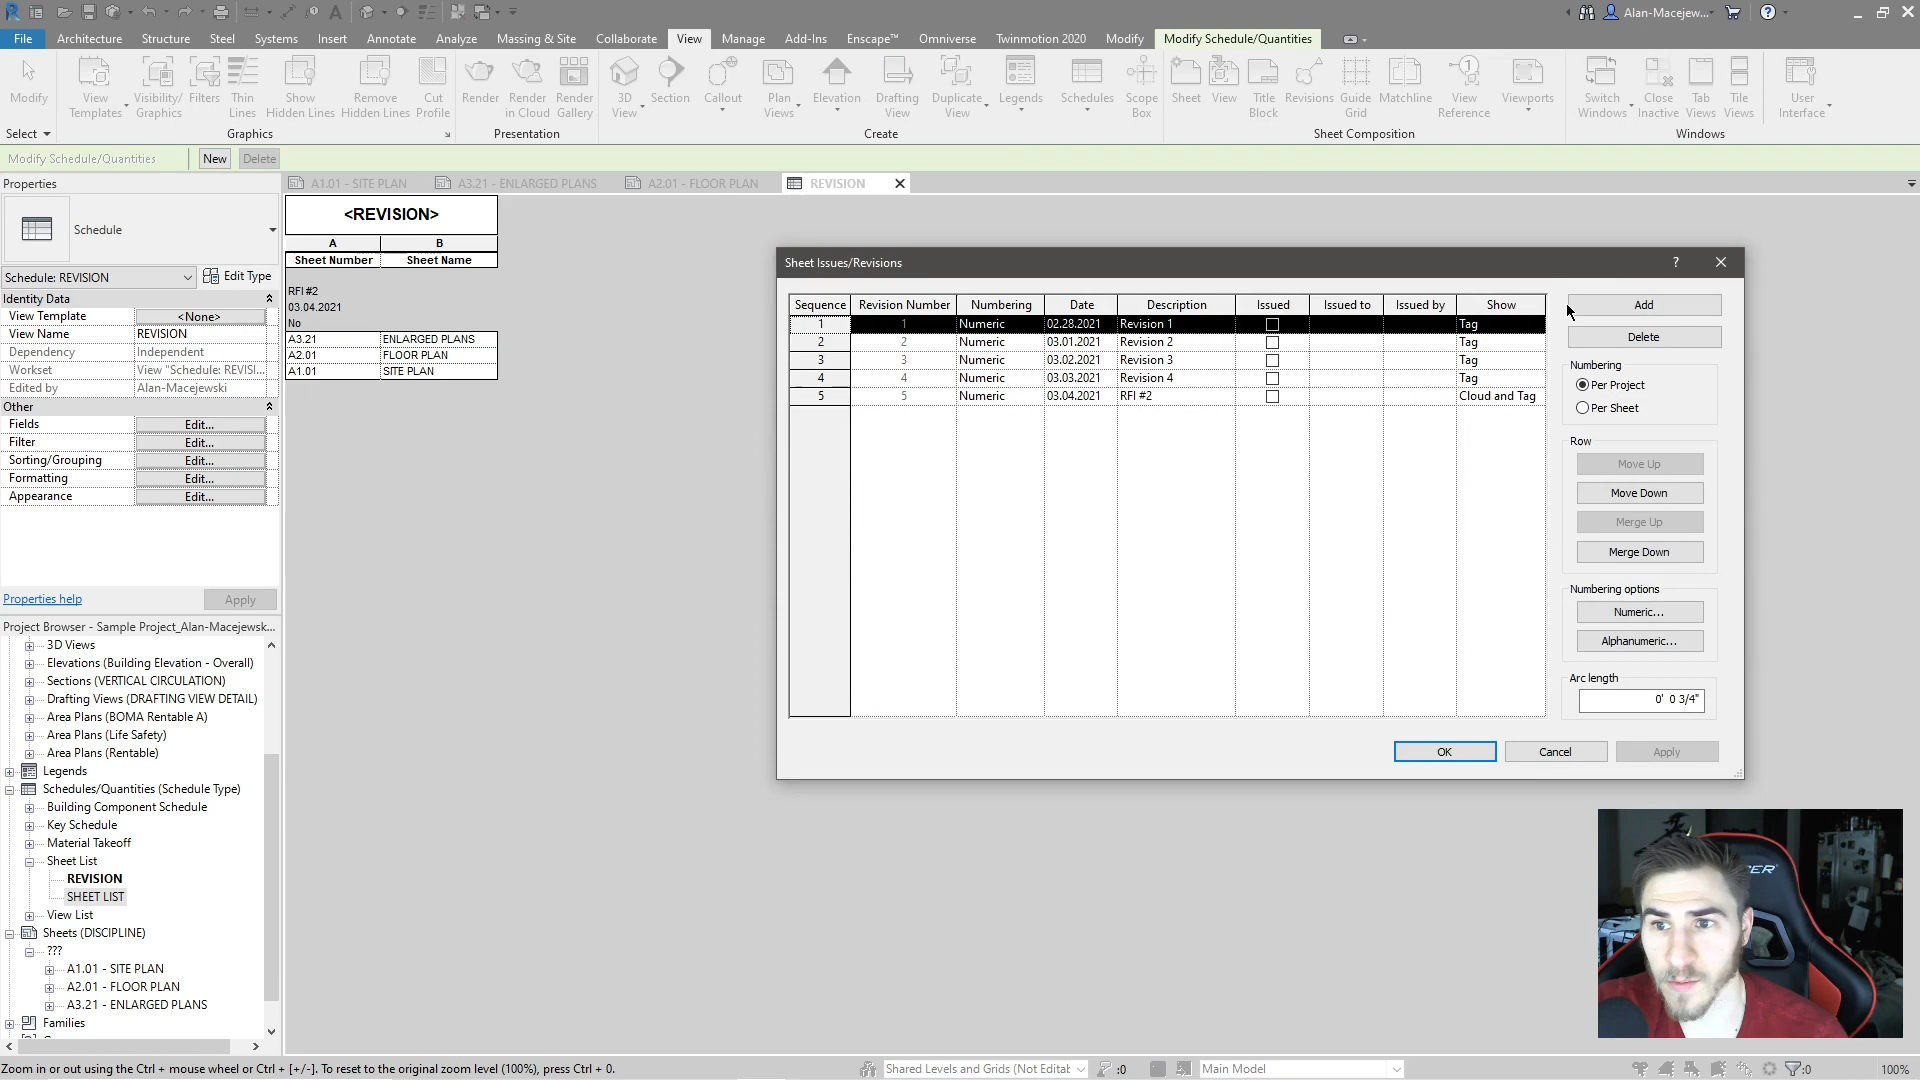 Alan-Macejew...
File Architecture Structure Steel Systems Insert Annotate Analyze Massing & Site Collaborate View Manage Add-Ins Enscape™ Omniverse Twinmotion 2020 Modify Modify Schedule/Quantities
Modify
View Templates
Visibility/ Graphics
Filters
Thin Lines
Show Hidden Lines
Remove Hidden Lines
Cut Profile
Render
Render in Cloud
Render Gallery
3D View
Section
Callout
Plan Views
Elevation
Drafting View
Duplicate View
Legends
Schedules
Scope Box
Sheet
View
Title Block
Revisions
Guide Grid
Matchline
View Reference
Viewports
Switch Windows
Close Inactive
Tab Views
Tile Views
User Interface
Select Graphics Presentation Create Sheet Composition Windows
Modify Schedule/Quantities New Delete
Properties
A1.01 - SITE PLAN A3.21 - ENLARGED PLANS A2.01 - FLOOR PLAN REVISION
Schedule
Schedule: REVISION Edit Type
Identity Data
View Template <None>
View Name REVISION
Dependency Independent
Workset View "Schedule: REVISI...
Edited by Alan-Macejewski
Other
Fields Edit...
Filter Edit...
Sorting/Grouping Edit...
Formatting Edit...
Appearance Edit...
Properties help Apply
<REVISION>
A B
Sheet Number Sheet Name
RFI #2
03.04.2021
No
A3.21 ENLARGED PLANS
A2.01 FLOOR PLAN
A1.01 SITE PLAN
Sheet Issues/Revisions ?
Sequence Revision Number Numbering Date Description Issued Issued to Issued by Show
1 1 Numeric 02.28.2021 Revision 1 Tag
2 2 Numeric 03.01.2021 Revision 2 Tag
3 3 Numeric 03.02.2021 Revision 3 Tag
4 4 Numeric 03.03.2021 Revision 4 Tag
5 5 Numeric 03.04.2021 RFI #2 Cloud and Tag
Add
Delete
Numbering
Per Project
Per Sheet
Row
Move Up
Move Down
Merge Up
Merge Down
Numbering options
Numeric...
Alphanumeric...
Arc length
0' 0 3/4"
OK Cancel Apply
Project Browser - Sample Project_Alan-Macejewsk...
3D Views
Elevations (Building Elevation - Overall)
Sections (VERTICAL CIRCULATION)
Drafting Views (DRAFTING VIEW DETAIL)
Area Plans (BOMA Rentable A)
Area Plans (Life Safety)
Area Plans (Rentable)
Legends
Schedules/Quantities (Schedule Type)
Building Component Schedule
Key Schedule
Material Takeoff
Sheet List
REVISION
SHEET LIST
View List
Sheets (DISCIPLINE)
???
A1.01 - SITE PLAN
A2.01 - FLOOR PLAN
A3.21 - ENLARGED PLANS
Families
Zoom in or out using the Ctrl + mouse wheel or Ctrl + [+/-]. To reset to the original zoom level (100%), press Ctrl + 0.
Shared Levels and Grids (Not Editab :0 Main Model :0 100%